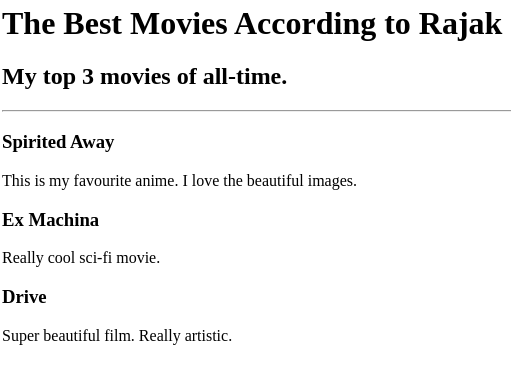 The Best Movies According to Rajak
My top 3 movies of all-time.
Spirited Away
This is my favourite anime. I love the beautiful images.
Ex Machina
Really cool sci-fi movie.
Drive
Super beautiful film. Really artistic.